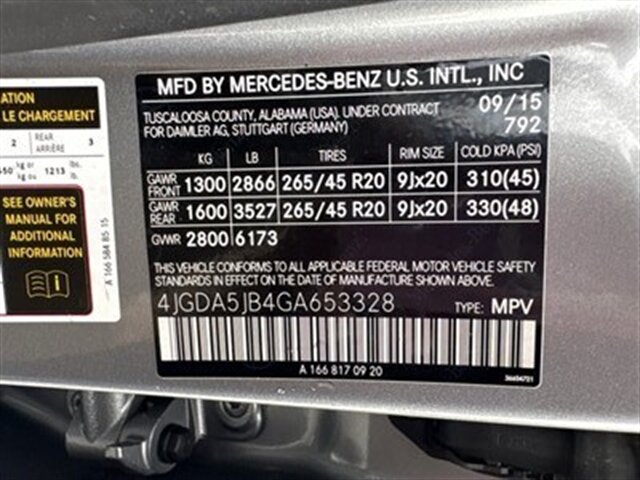 ATION
LE CHARGEMENT
2 REAR ARRIÈRE 3
kg or kg ou 1213 lbs. lb.
SEE OWNER'S
MANUAL FOR
ADDITIONAL
INFORMATION
A 166 584 85 15
MFD BY MERCEDES-BENZ U.S. INTL., INC
TUSCALOOSA COUNTY, ALABAMA (USA). UNDER CONTRACT 09/15
FOR DAIMLER AG, STUTTGART (GERMANY) 792
KG LB TIRES RIM SIZE COLD KPA (PSI)
GAWR FRONT 1300 2866 265/45 R20 9Jx20 310(45)
GAWR REAR 1600 3527 265/45 R20 9Jx20 330(48)
GVWR 2800 6173
THIS VEHICLE CONFORMS TO ALL APPLICABLE FEDERAL MOTOR VEHICLE SAFETY
STANDARDS IN EFFECT ON THE DATE OF MANUFACTURE SHOWN ABOVE.
4JGDA5JB4GA653328 TYPE: MPV
A 166 817 09 20